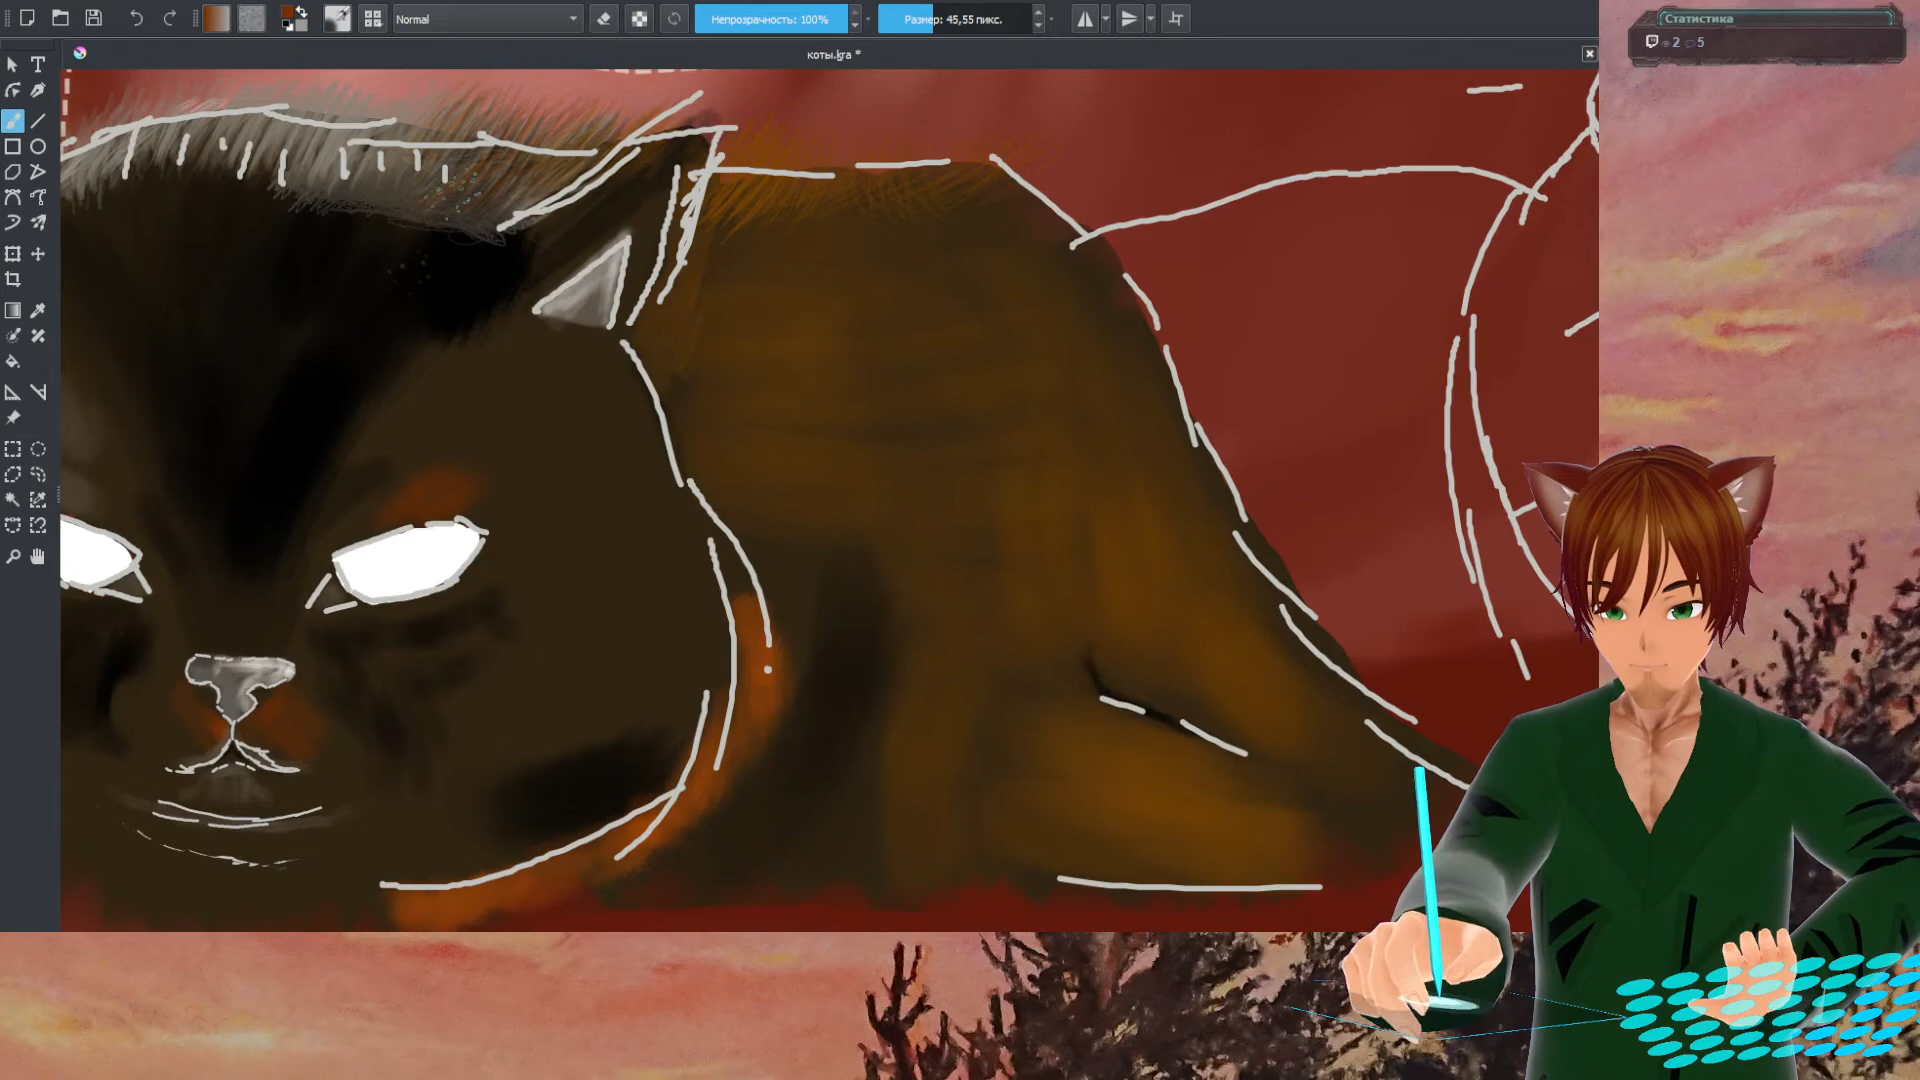 Normal
Непрозрачность: 100%
Размер: 45,55 пикс.
Статистика
2 5
коты.kra *